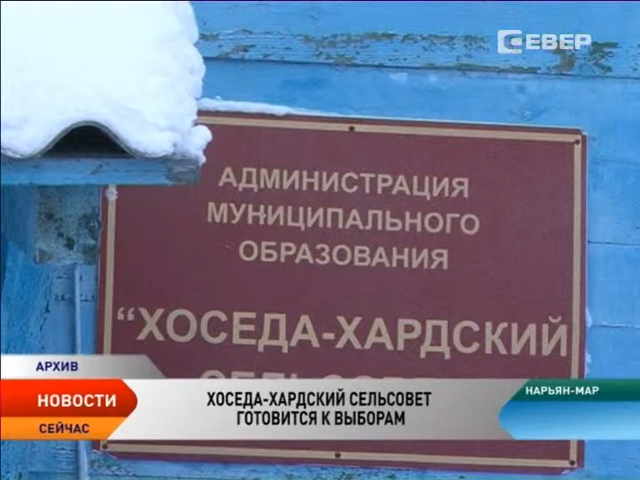 СЕВЕР
АДМИНИСТРАЦИЯ
МУНИЦИПАЛЬНОГО
ОБРАЗОВАНИЯ
“ХОСЕДА-ХАРДСКИЙ
АРХИВ
НОВОСТИ
СЕЙЧАС
ХОСЕДА-ХАРДСКИЙ СЕЛЬСОВЕТ
ГОТОВИТСЯ К ВЫБОРАМ
НАРЬЯН-МАР